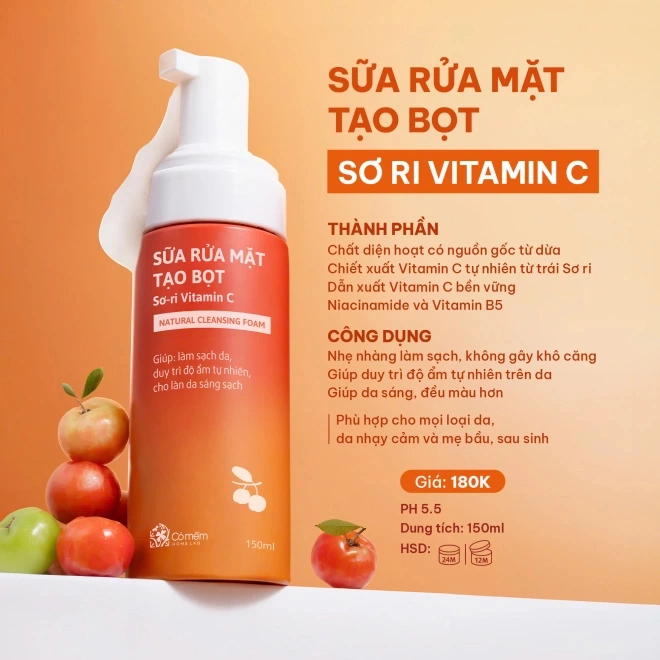 SỮA RỬA MẶT
TẠO BỌT
SƠ RI VITAMIN C
THÀNH PHẦN
Chất diện hoạt có nguồn gốc từ dừa
Chiết xuất Vitamin C tự nhiên từ trái Sơ ri
Dẫn xuất Vitamin C bền vững
Niacinamide và Vitamin B5
CÔNG DỤNG
Nhẹ nhàng làm sạch, không gây khô căng
Giúp duy trì độ ẩm tự nhiên trên da
Giúp da sáng, đều màu hơn
Phù hợp cho mọi loại da,
da nhạy cảm và mẹ bầu, sau sinh
Giá: 180K
PH 5.5
Dung tích: 150ml
HSD: 24M 12M
SỮA RỬA MẶT
TẠO BỌT
Sơ-ri Vitamin C
NATURAL CLEANSING FOAM
Giúp: làm sạch da,
duy trì độ ẩm tự nhiên,
cho làn da sáng sạch
Cỏ mềm
HOME LAB
150ml